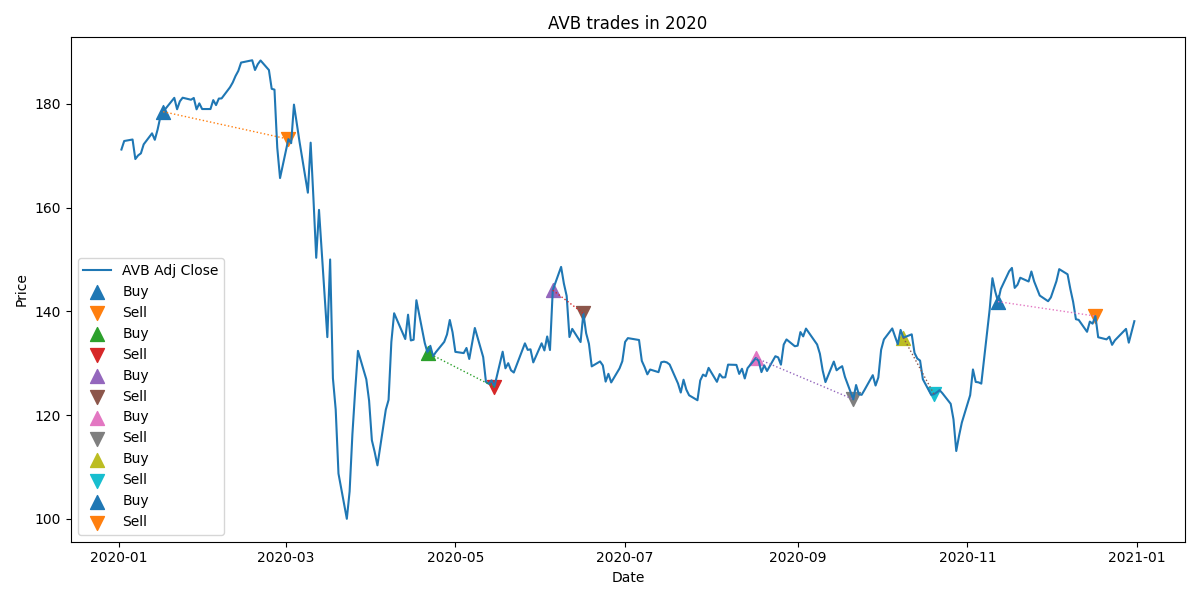 AVB trades in 2020
Price
180
160
140
120
100
AVB Adj Close
Buy
Sell
Buy
Sell
Buy
Sell
Buy
Sell
Buy
Sell
Buy
Sell
2020-01 2020-03 2020-05 2020-07 2020-09 2020-11 2021-01
Date